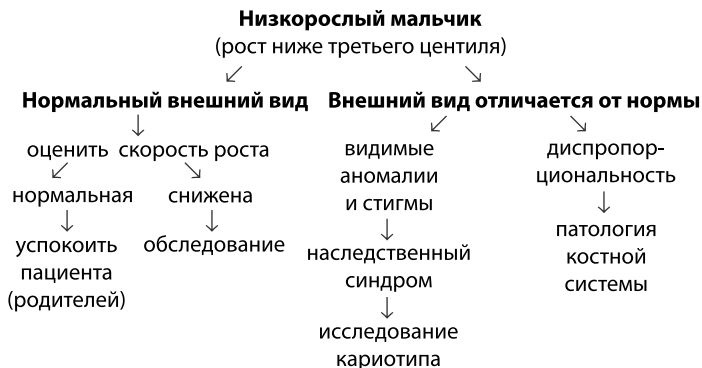 Низкорослый мальчик
(рост ниже третьего центиля)
Нормальный внешний вид
Внешний вид отличается от нормы
оценить скорость роста
нормальная
снижена
успокоить
пациента
(родителей)
обследование
видимые
аномалии
и стигмы
наследственный
синдром
исследование
кариотипа
диспропор-
циональность
патология
костной
системы